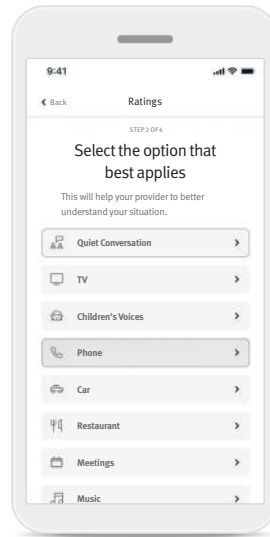 9:41
Back Ratings
STEP 2 OF 4
Select the option that
best applies
This will help your provider to better
understand your situation.
Quiet Conversation
TV
Children's Voices
Phone
Car
Restaurant
Meetings
Music